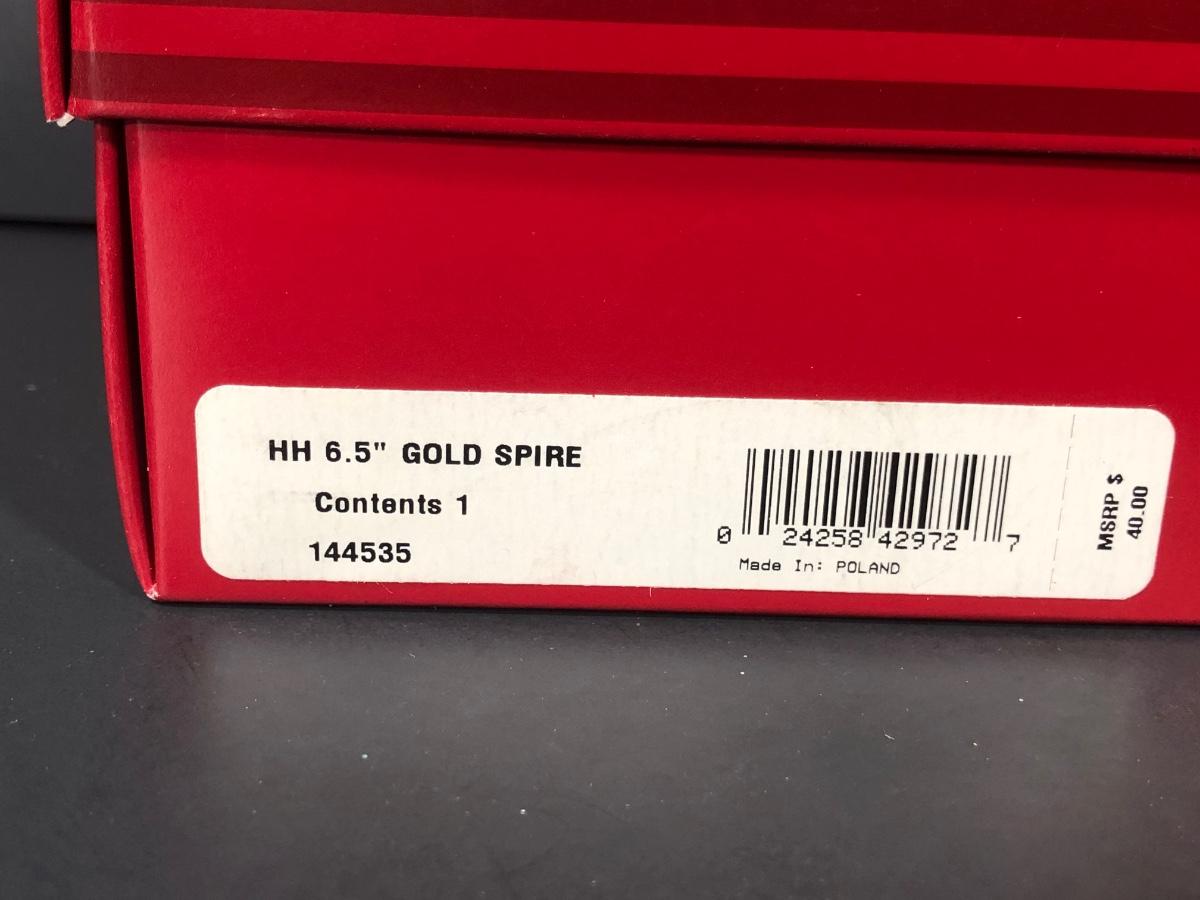 HH 6.5" GOLD SPIRE
Contents 1
144535
0 24258 42972 7
Made In: POLAND
MSRP $
40.00